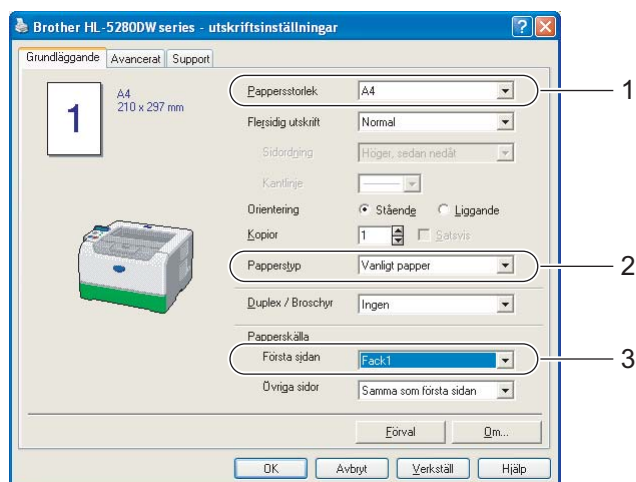 Brother HL-5280DW series - utskriftsinställningar
Grundläggande Avancerat Support
1
A4
210 x 297 mm
Pappersstorlek A4 1
Flersidig utskrift Normal
Sidordning Höger, sedan nedåt
Kantlinje
Orientering Stående Liggande
Kopior 1 Satsvis
Papperstyp Vanligt papper 2
Duplex / Broschyr Ingen
Papperskälla
Första sidan Fack1 3
Övriga sidor Samma som första sidan
Förval Om...
OK Avbryt Verkställ Hjälp